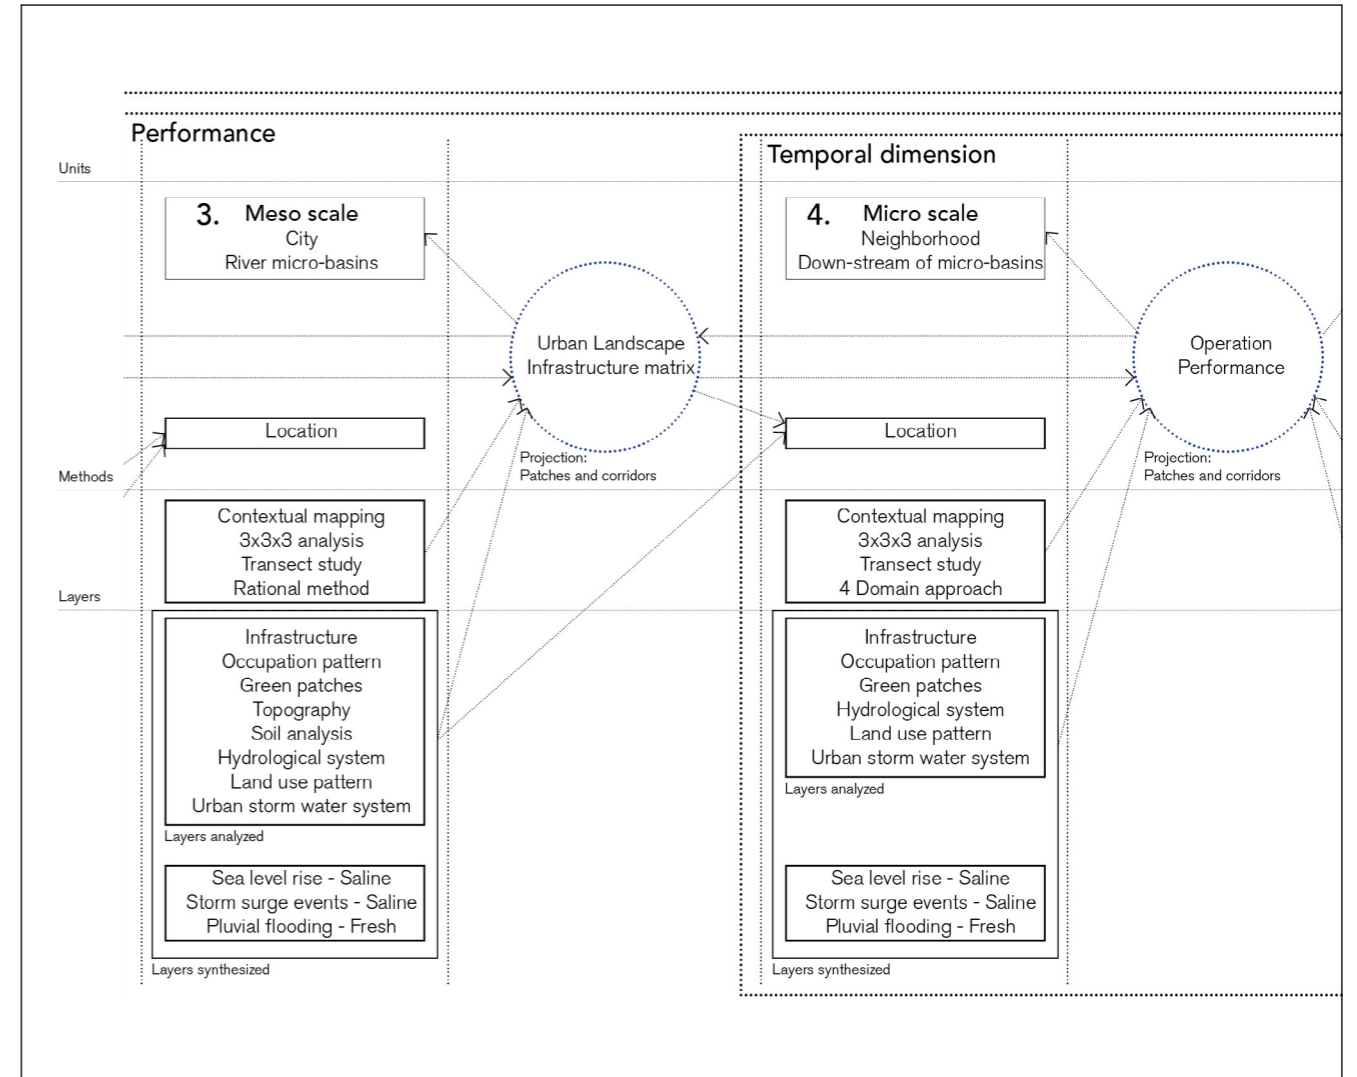 Performance
Temporal dimension
Units
3. Meso scale
City
River micro-basins
4. Micro scale
Neighborhood
Down-stream of micro-basins
Urban Landscape
Infrastructure matrix
Operation
Performance
Location
Location
Projection:
Patches and corridors
Projection:
Patches and corridors
Methods
Contextual mapping
3x3x3 analysis
Transect study
Rational method
Contextual mapping
3x3x3 analysis
Transect study
4 Domain approach
Layers
Infrastructure
Occupation pattern
Green patches
Topography
Soil analysis
Hydrological system
Land use pattern
Urban storm water system
Layers analyzed
Infrastructure
Occupation pattern
Green patches
Hydrological system
Land use pattern
Urban storm water system
Layers analyzed
Sea level rise - Saline
Storm surge events - Saline
Pluvial flooding - Fresh
Layers synthesized
Sea level rise - Saline
Storm surge events - Saline
Pluvial flooding - Fresh
Layers synthesized